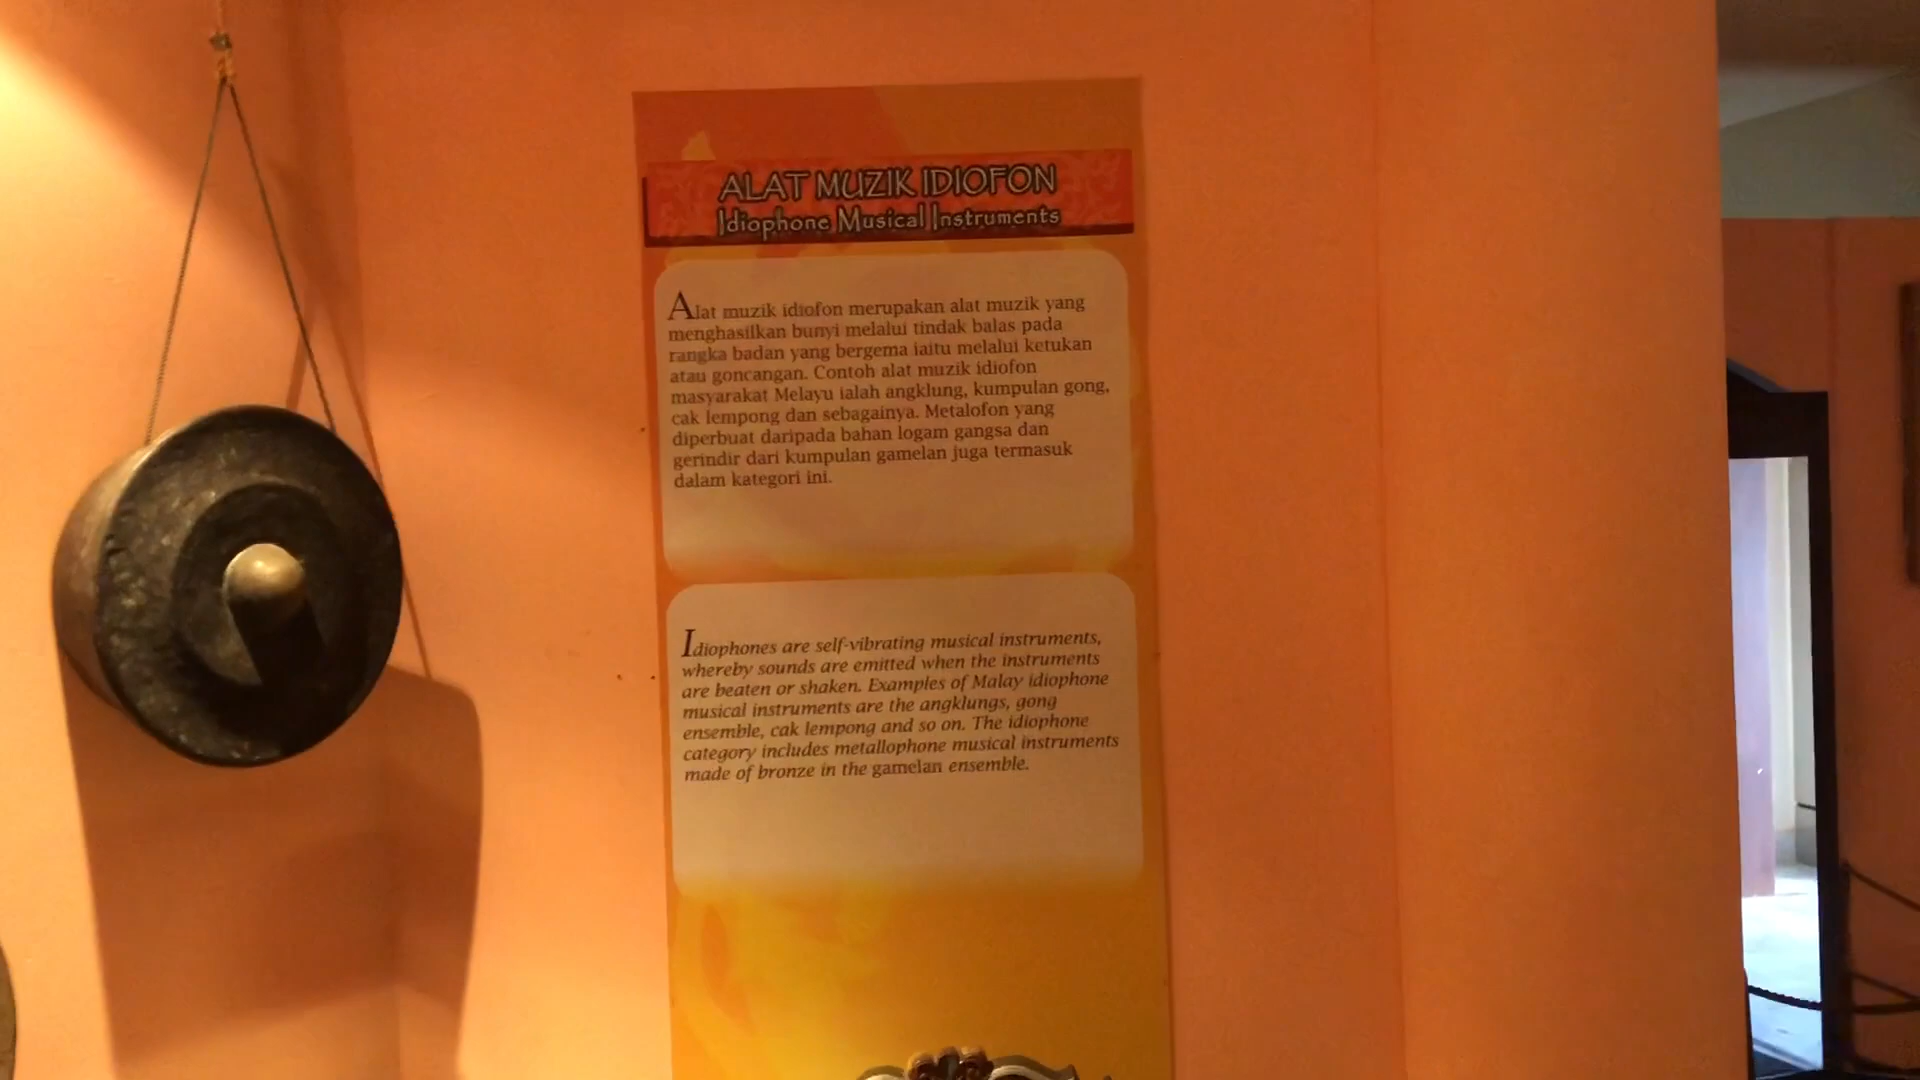 ALAT MUZIK IDIOFON
Idiophone Musical Instruments
Alat muzik idiofon merupakan alat muzik yang
menghasilkan bunyi melalui tindak balas pada
rangka badan yang bergema iaitu melalui ketukan
atau goncangan. Contoh alat muzik idiofon
masyarakat Melayu ialah angklung, kumpulan gong,
cak lempong dan sebagainya. Metalofon yang
diperbuat daripada bahan logam gangsa dan
gerindir dari kumpulan gamelan juga termasuk
dalam kategori ini.
Idiophones are self-vibrating musical instruments,
whereby sounds are emitted when the instruments
are beaten or shaken. Examples of Malay idiophone
musical instruments are the angklungs, gong
ensemble, cak lempong and so on. The idiophone
category includes metallophone musical instruments
made of bronze in the gamelan ensemble.